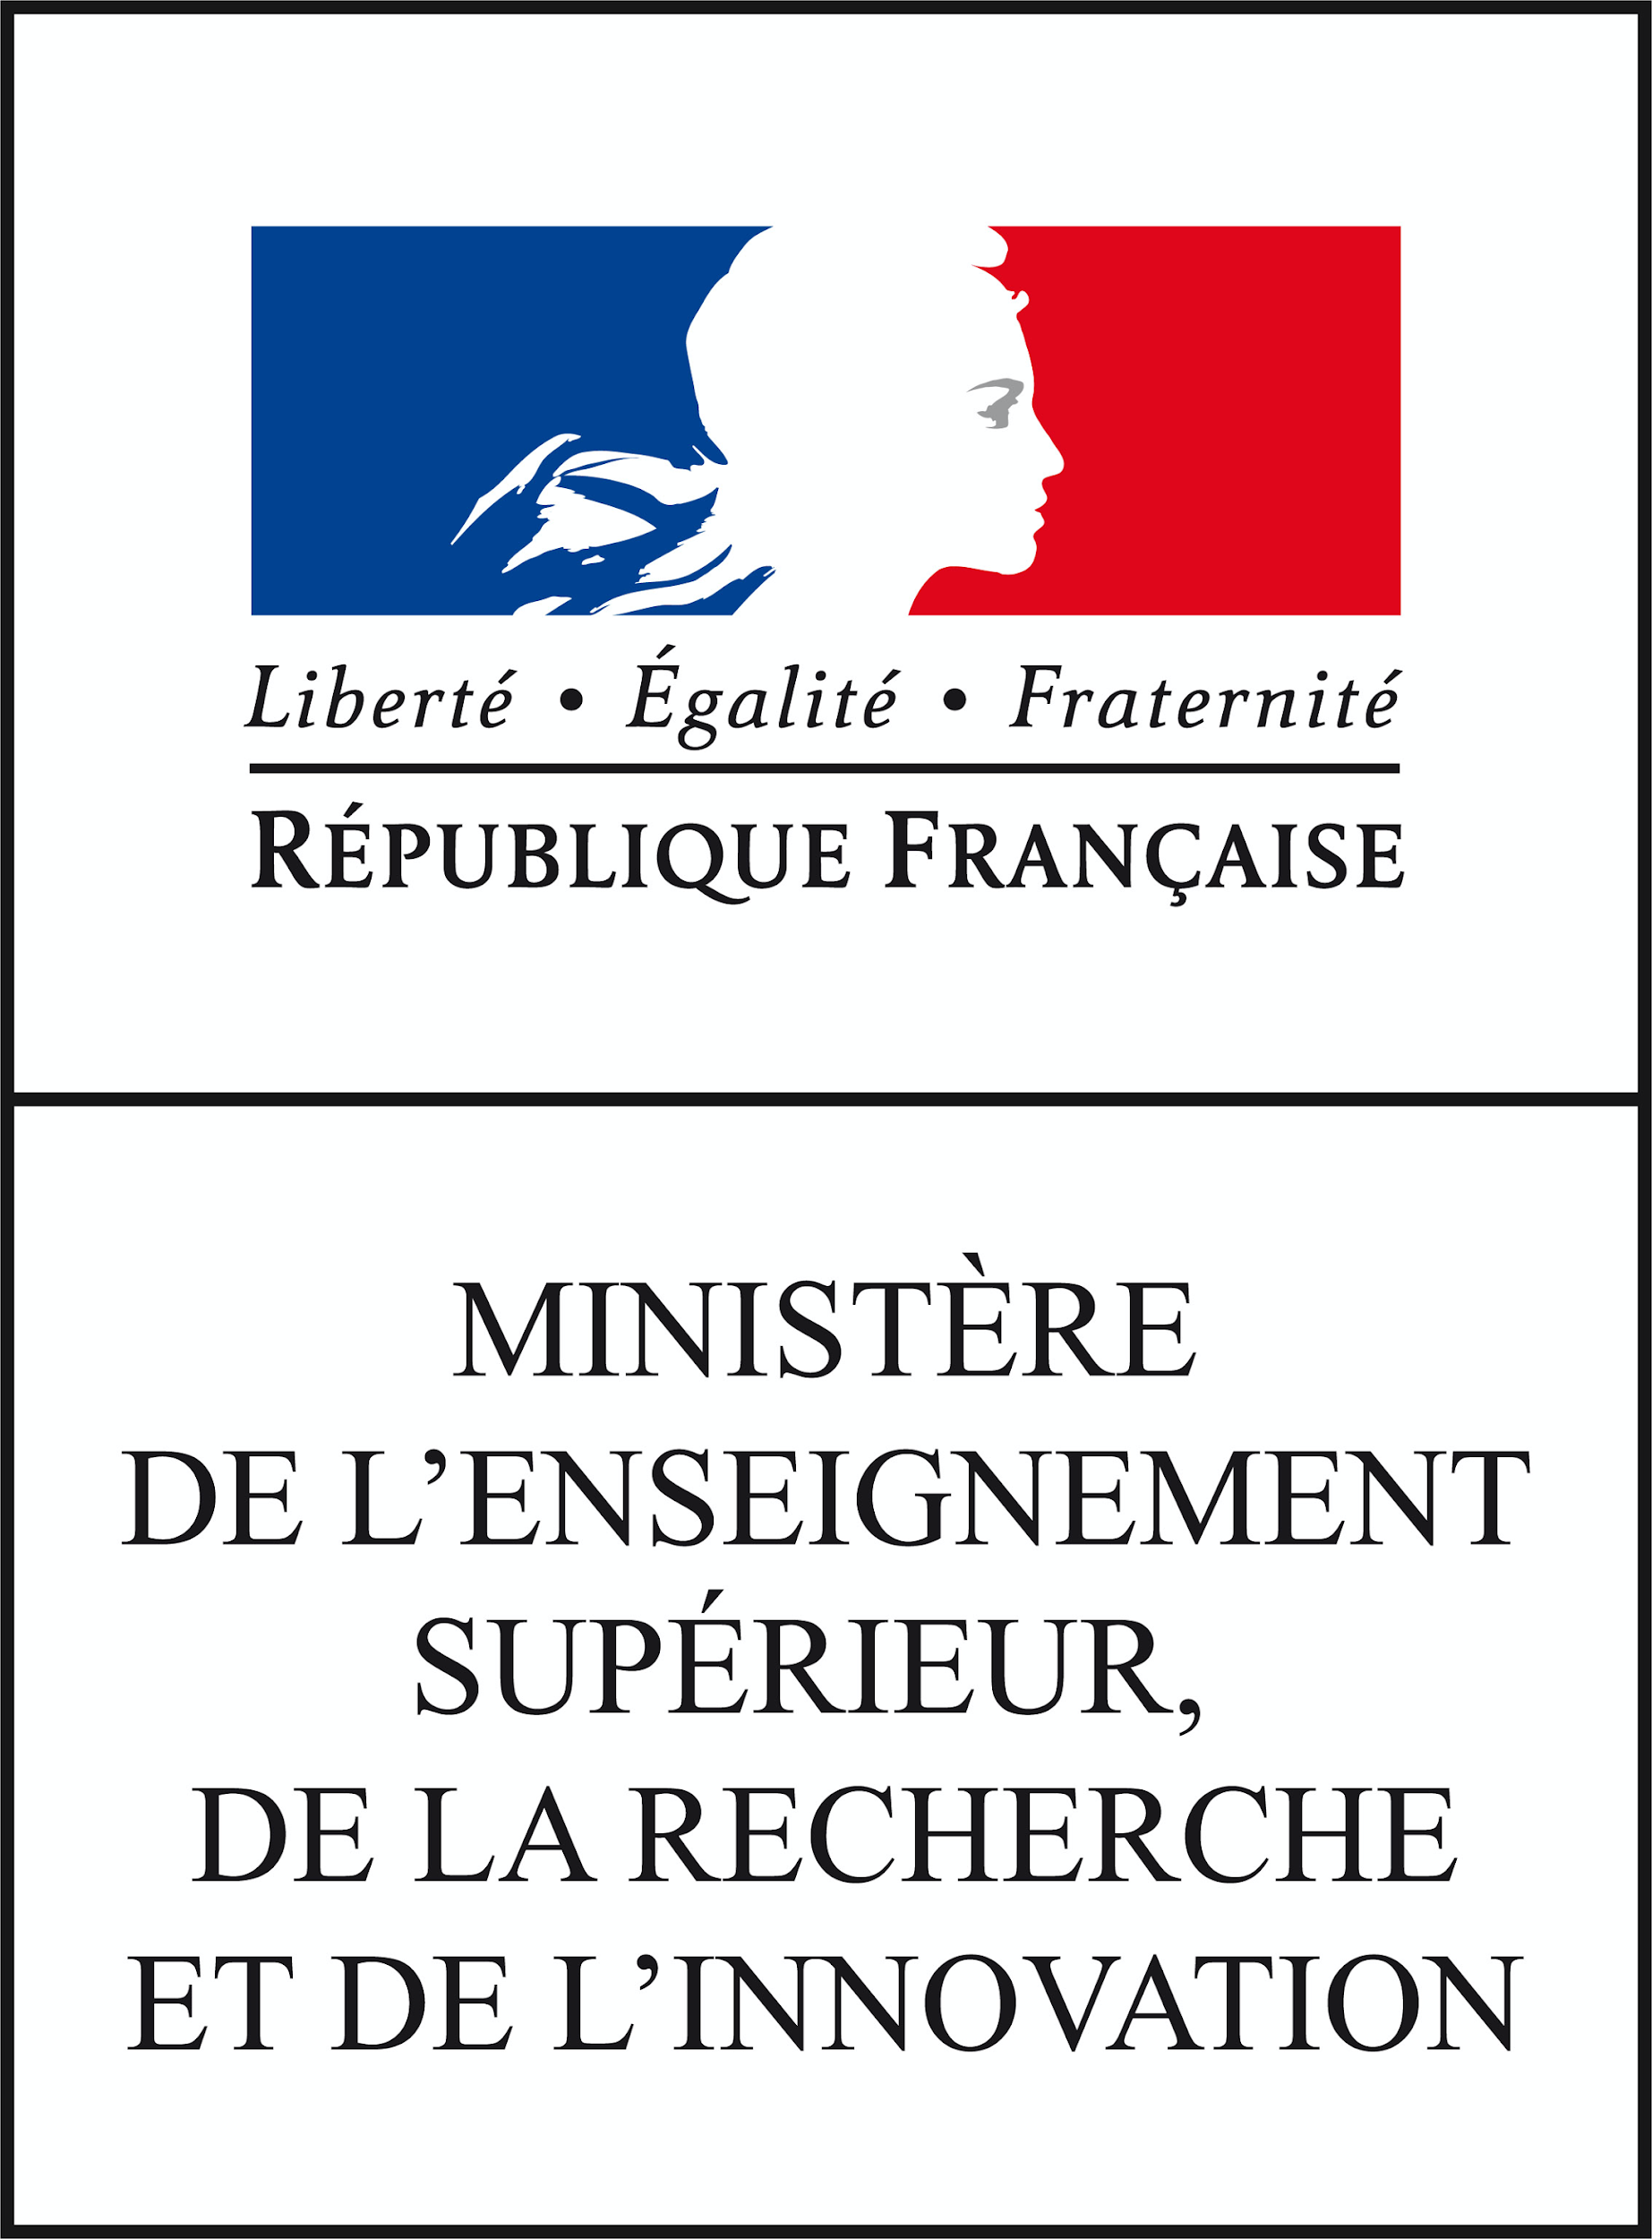 Liberté • Égalité • Fraternité
RÉPUBLIQUE FRANÇAISE
MINISTÈRE
DE L’ENSEIGNEMENT
SUPÉRIEUR,
DE LA RECHERCHE
ET DE L’INNOVATION